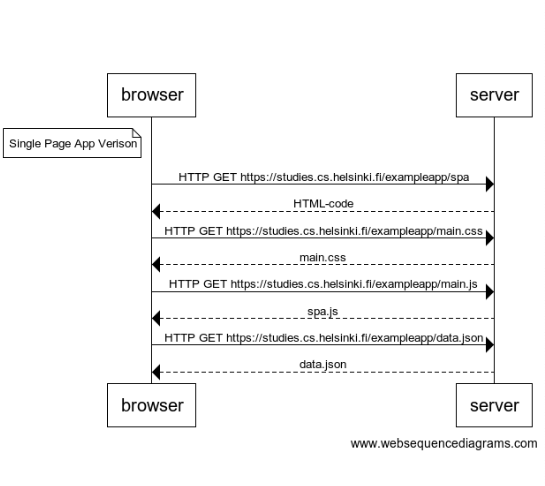 browser
server
Single Page App Verison
HTTP GET https://studies.cs.helsinki.fi/exampleapp/spa
HTML-code
HTTP GET https://studies.cs.helsinki.fi/exampleapp/main.css
main.css
HTTP GET https://studies.cs.helsinki.fi/exampleapp/main.js
spa.js
HTTP GET https://studies.cs.helsinki.fi/exampleapp/data.json
data.json
browser
server
www.websequencediagrams.com